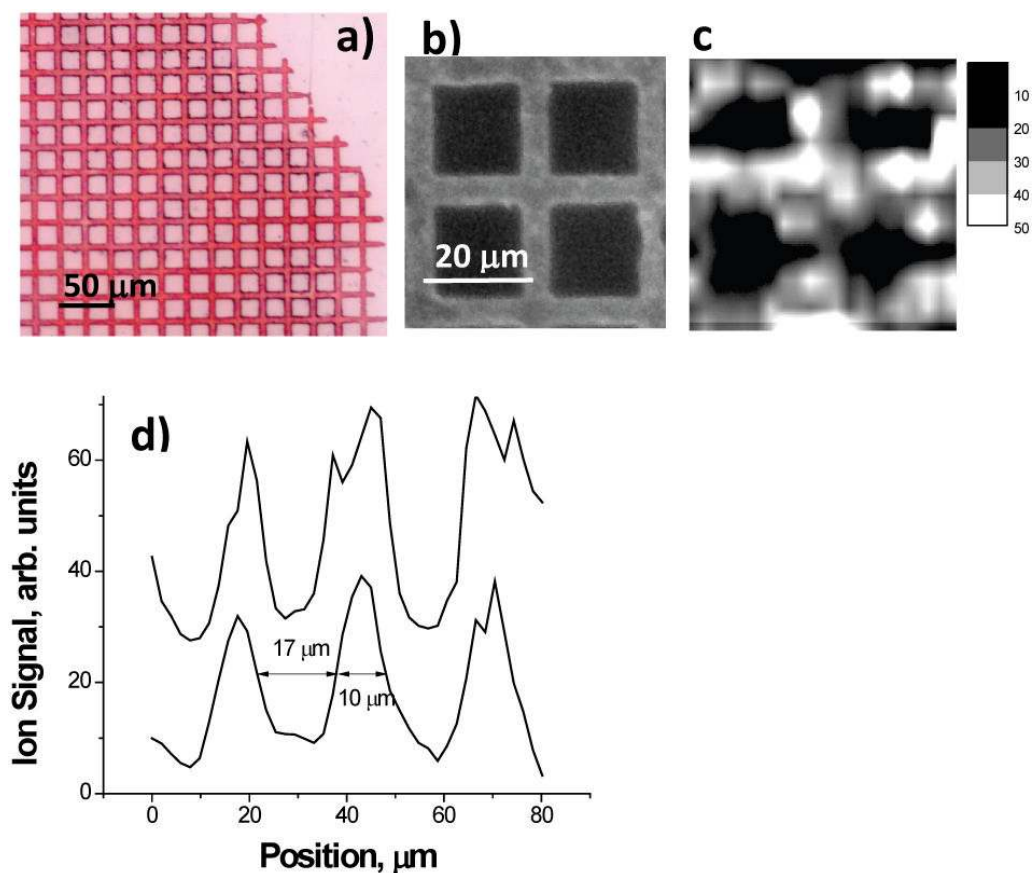 a)
b)
c
50 μm
20 μm
10
20
30
40
50
d)
Ion Signal, arb. units
60
40
20
0
17 μm
10 μm
0
20
40
60
80
Position, μm